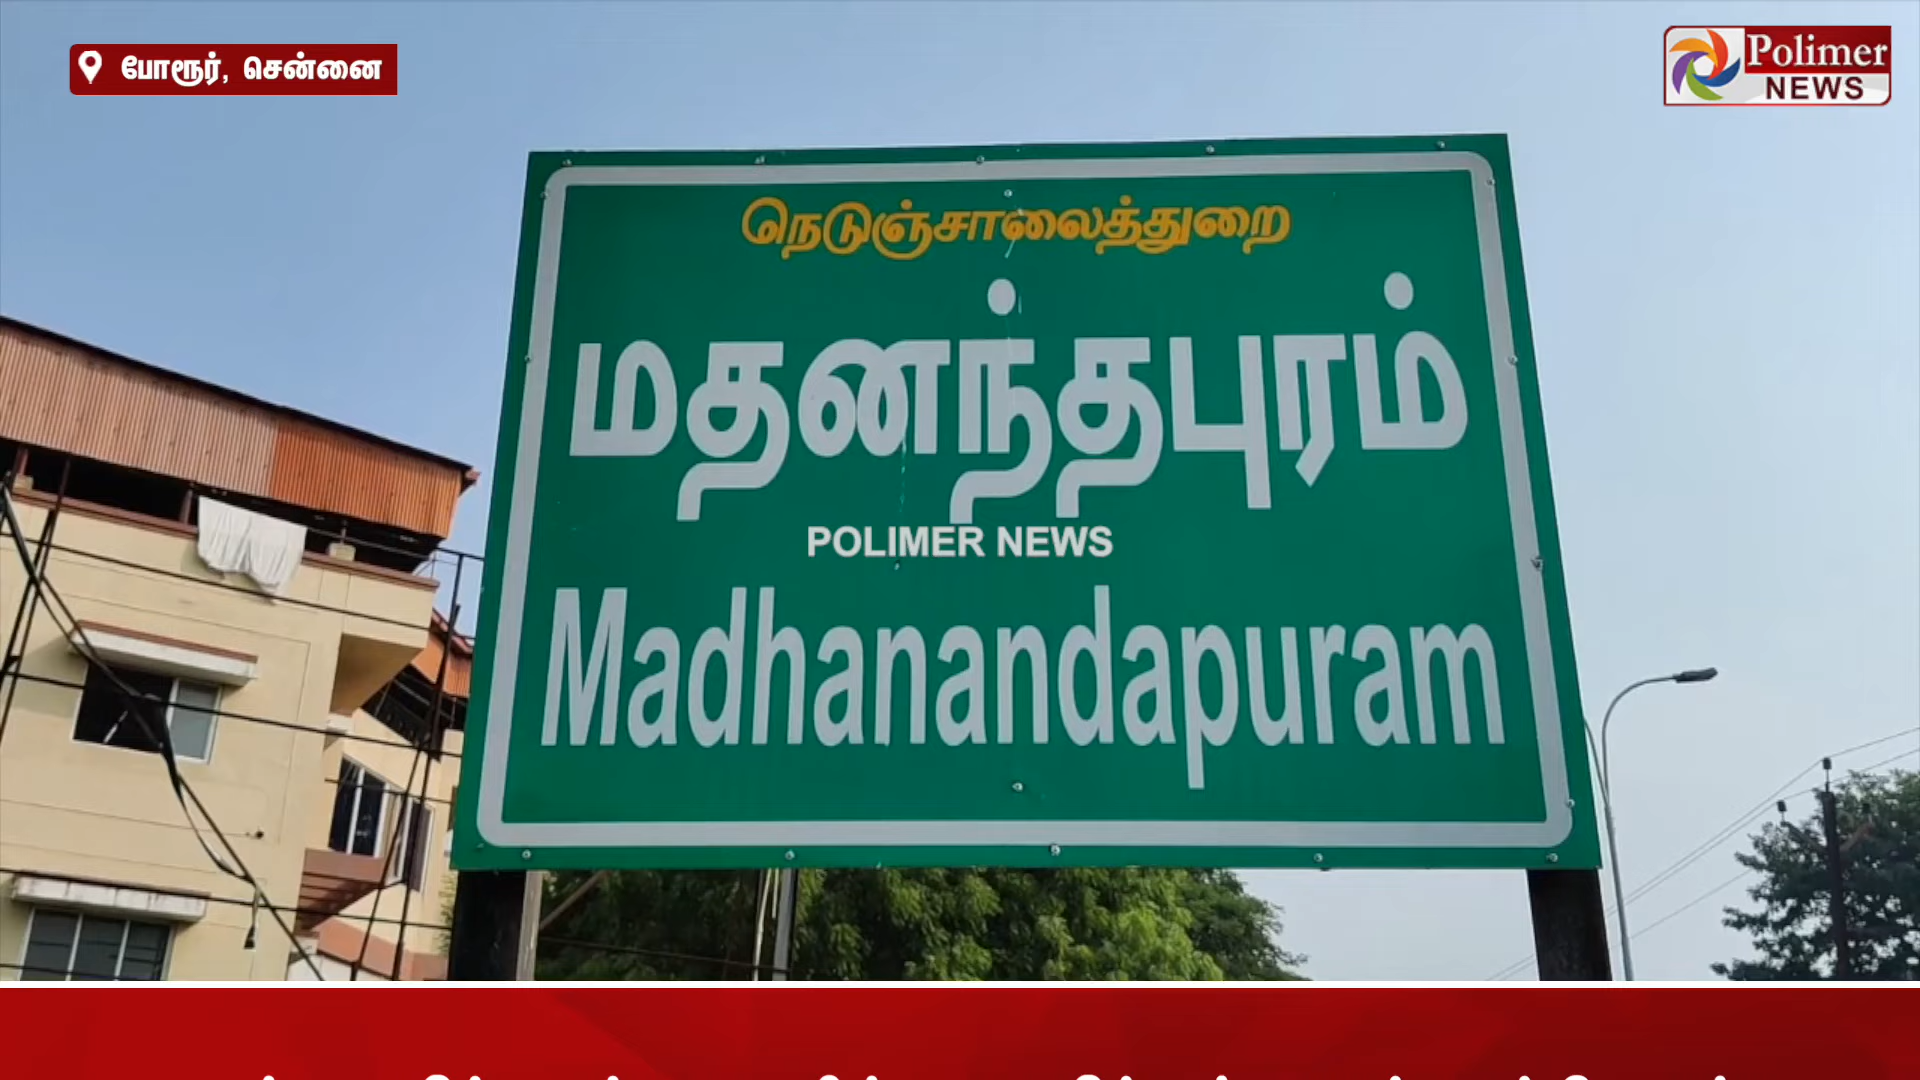 போரூர், சென்னை
Polimer
NEWS
நெடுஞ்சாலைத்துறை
மதனந்தபுரம்
POLIMER NEWS
Madhanandapuram